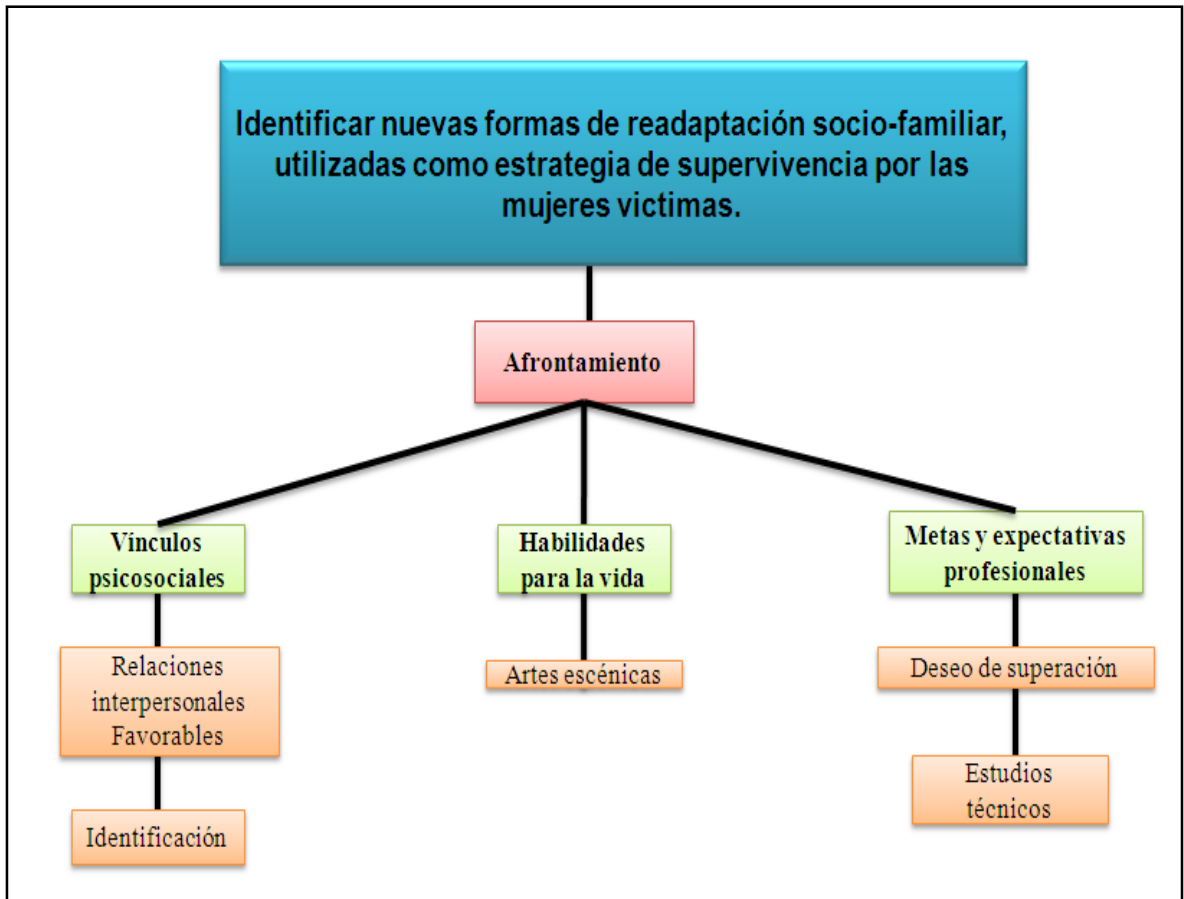 Identificar nuevas formas de readaptación socio-familiar,
utilizadas como estrategia de supervivencia por las
mujeres victimas.
Afrontamiento
Vínculos
psicosociales
Relaciones
interpersonales
Favorables
Identificación
Habilidades
para la vida
Artes escénicas
Metas y expectativas
profesionales
Deseo de superación
Estudios
técnicos